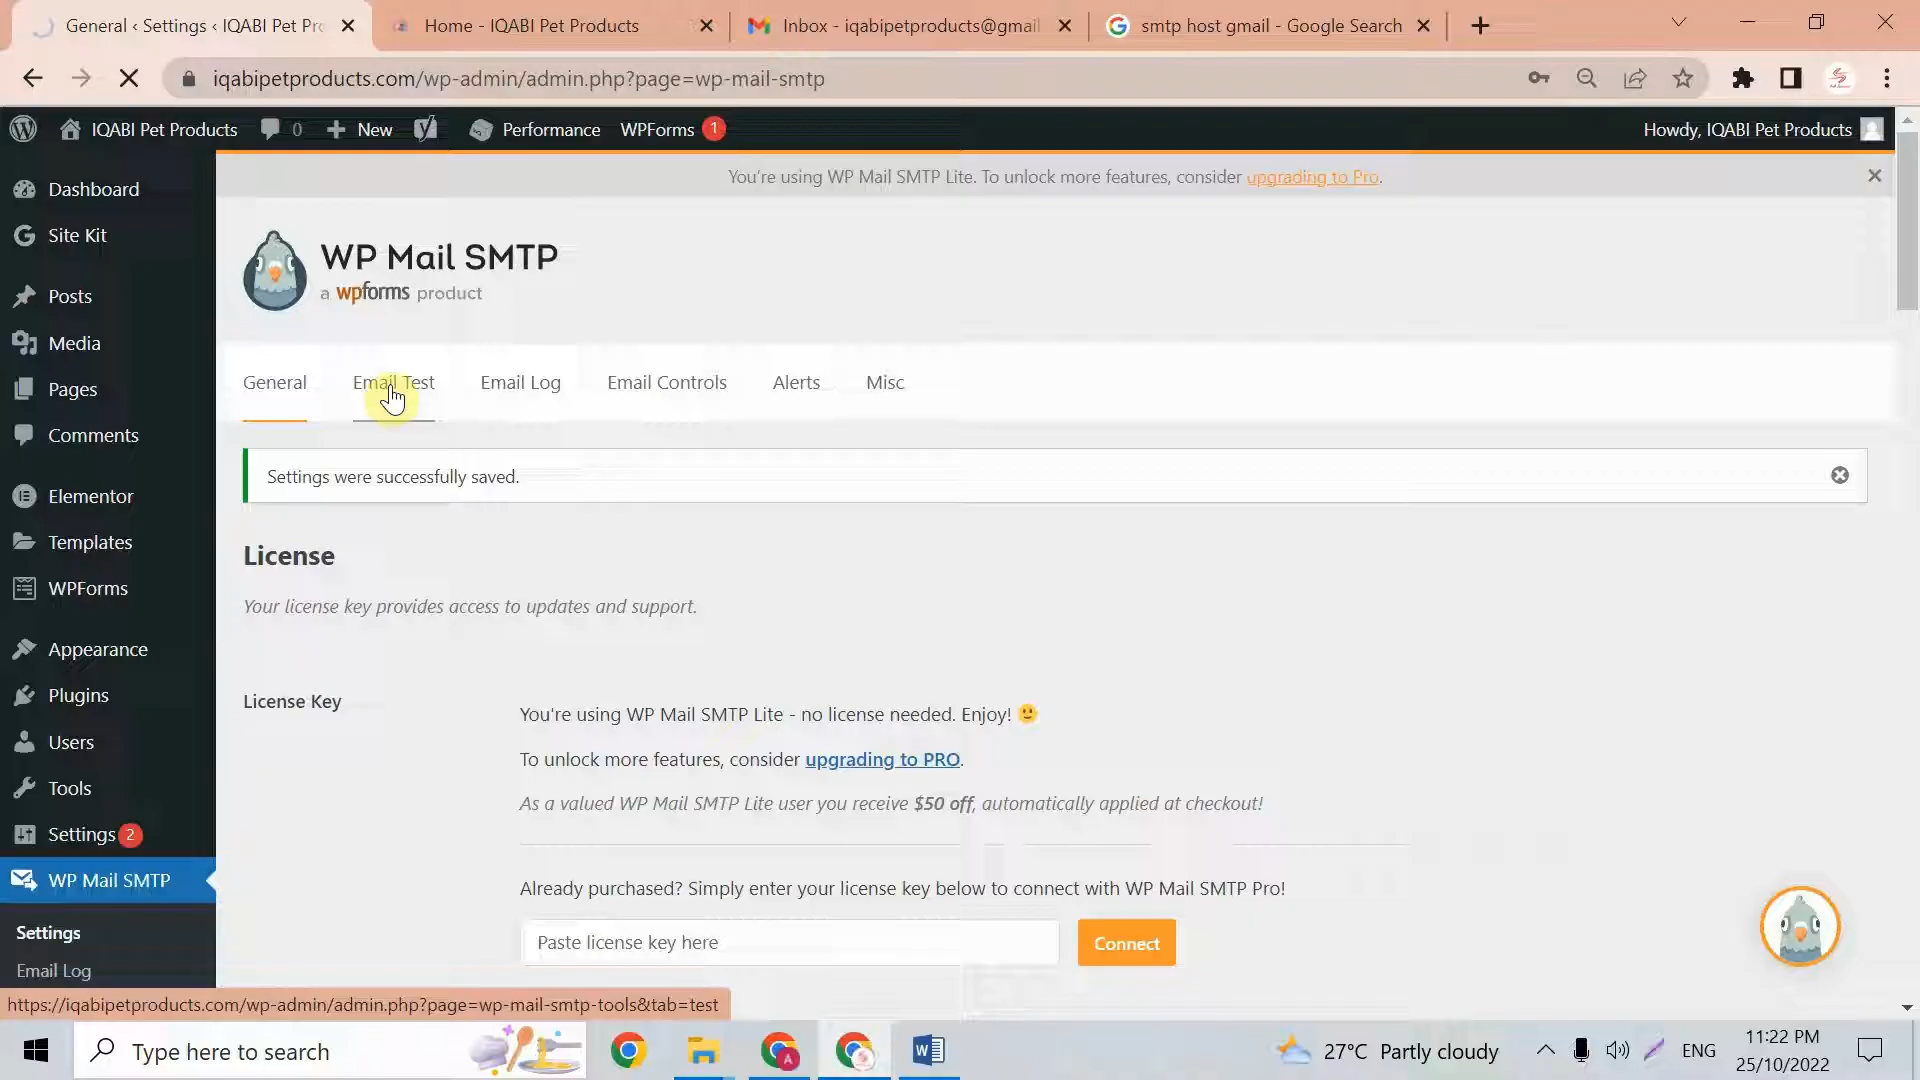 General ‹ Settings ‹ IQABI Pet Pro
Home - IQABI Pet Products
Inbox - iqabipetproducts@gmail
smtp host gmail - Google Search
iqabipetproducts.com/wp-admin/admin.php?page=wp-mail-smtp
IQABI Pet Products
0
New
Performance
WPForms 1
Howdy, IQABI Pet Products
You're using WP Mail SMTP Lite. To unlock more features, consider upgrading to Pro.
WP Mail SMTP
a wpforms product
General
Email Test
Email Log
Email Controls
Alerts
Misc
Settings were successfully saved.
License
Your license key provides access to updates and support.
License Key
You're using WP Mail SMTP Lite - no license needed. Enjoy! 🙂
To unlock more features, consider upgrading to PRO.
As a valued WP Mail SMTP Lite user you receive $50 off, automatically applied at checkout!
Already purchased? Simply enter your license key below to connect with WP Mail SMTP Pro!
Paste license key here
Connect
Dashboard
Site Kit
Posts
Media
Pages
Comments
Elementor
Templates
WPForms
Appearance
Plugins
Users
Tools
Settings 2
WP Mail SMTP
Settings
Email Log
https://iqabipetproducts.com/wp-admin/admin.php?page=wp-mail-smtp-tools&tab=test
Type here to search
A
W
27°C Partly cloudy
ENG
11:22 PM
25/10/2022